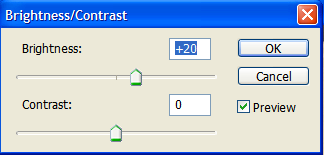 Brightness/Contrast
Brightness: +20 OK
Cancel
Contrast: 0 Preview